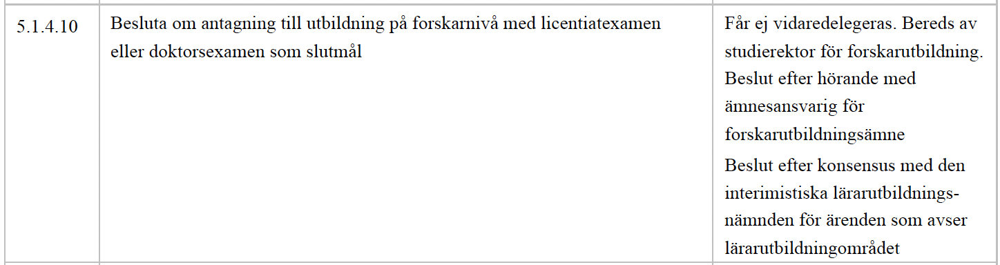 5.1.4.10
Besluta om antagning till utbildning på forskarnivå med licentiatexamen
eller doktorsexamen som slutmål
Får ej vidaredelegeras. Bereds av
studierektor för forskarutbildning.
Beslut efter hörande med
ämnesansvarig för
forskarutbildningsämne
Beslut efter konsensus med den
interimistiska lärarutbildnings-
nämnden för ärenden som avser
lärarutbildningområdet